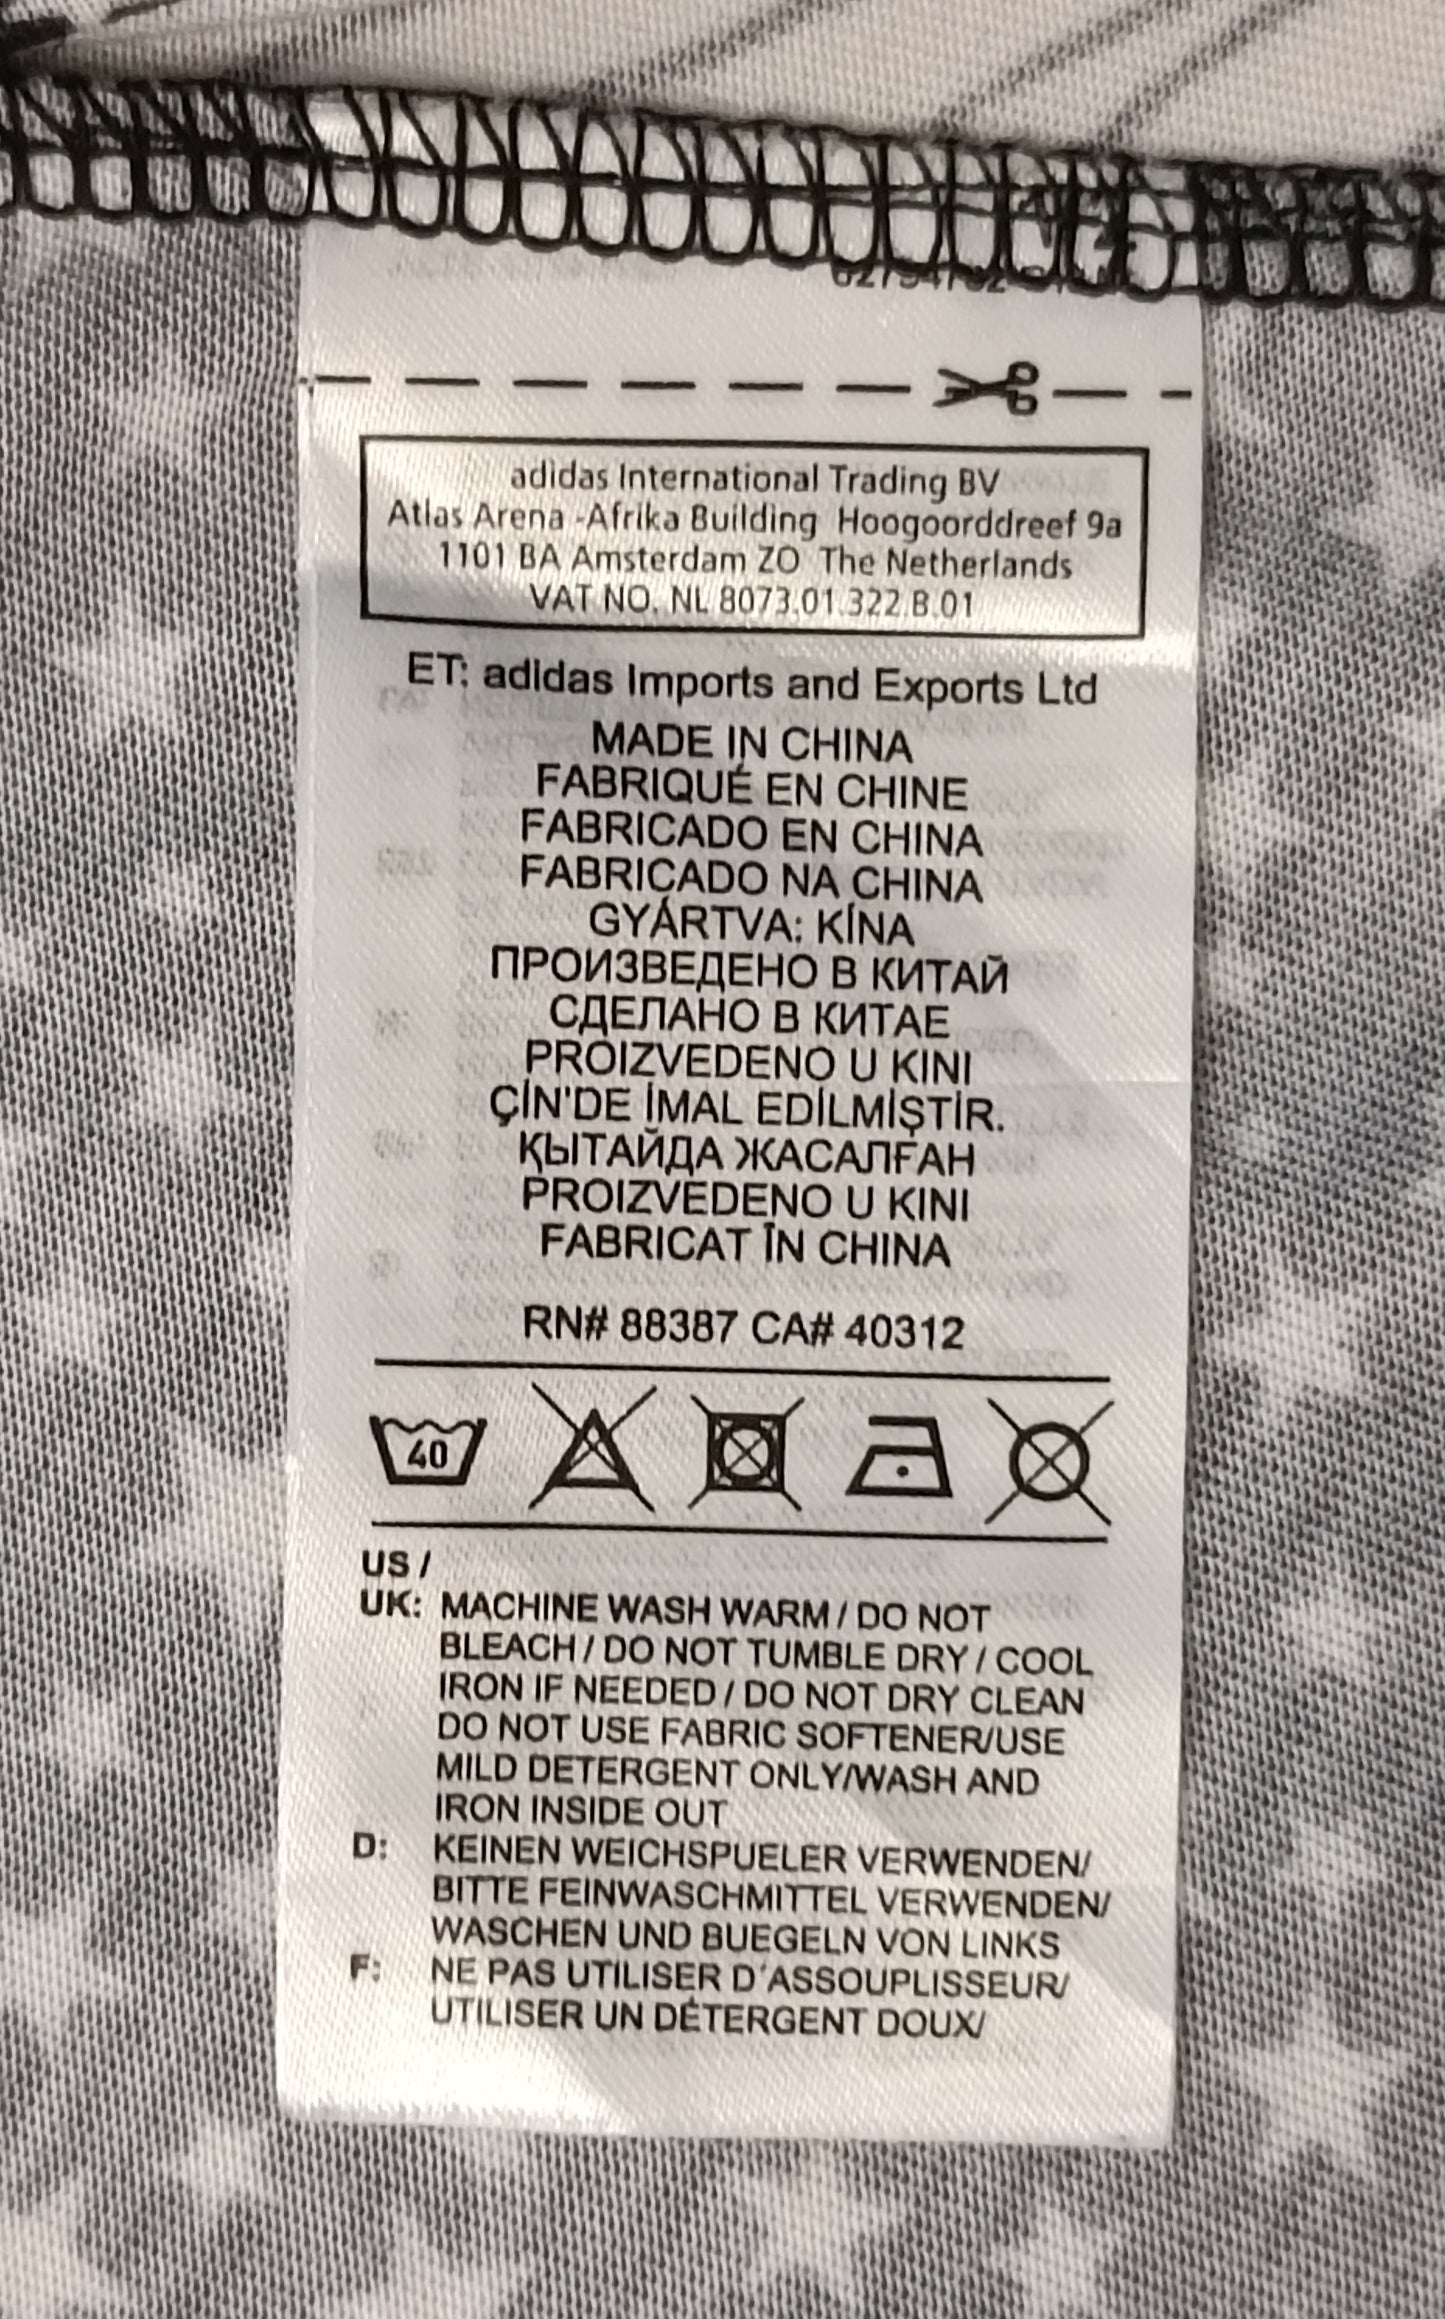 adidas International Trading BV
Atlas Arena -Afrika Building Hoogoorddreef 9a
1101 BA Amsterdam ZO The Netherlands
VAT NO. NL 8073.01.322.B.01
ET: adidas Imports and Exports Ltd
MADE IN CHINA
FABRIQUÉ EN CHINE
FABRICADO EN CHINA
FABRICADO NA CHINA
GYÁRTVA: KÍNA
ПРОИЗВЕДЕНО В КИТАЙ
СДЕЛАНО В КИТАЕ
PROIZVEDENO U KINI
ÇİN'DE İMAL EDİLMİŞTİR.
ҚЫТАЙДА ЖАСАЛҒАН
PROIZVEDENO U KINI
FABRICAT ÎN CHINA
RN# 88387 CA# 40312
40
US /
UK: MACHINE WASH WARM / DO NOT
BLEACH / DO NOT TUMBLE DRY / COOL
IRON IF NEEDED / DO NOT DRY CLEAN
DO NOT USE FABRIC SOFTENER/USE
MILD DETERGENT ONLY/WASH AND
IRON INSIDE OUT
D: KEINEN WEICHSPUELER VERWENDEN/
BITTE FEINWASCHMITTEL VERWENDEN/
WASCHEN UND BUEGELN VON LINKS
F: NE PAS UTILISER D'ASSOUPLISSEUR/
UTILISER UN DÉTERGENT DOUX/